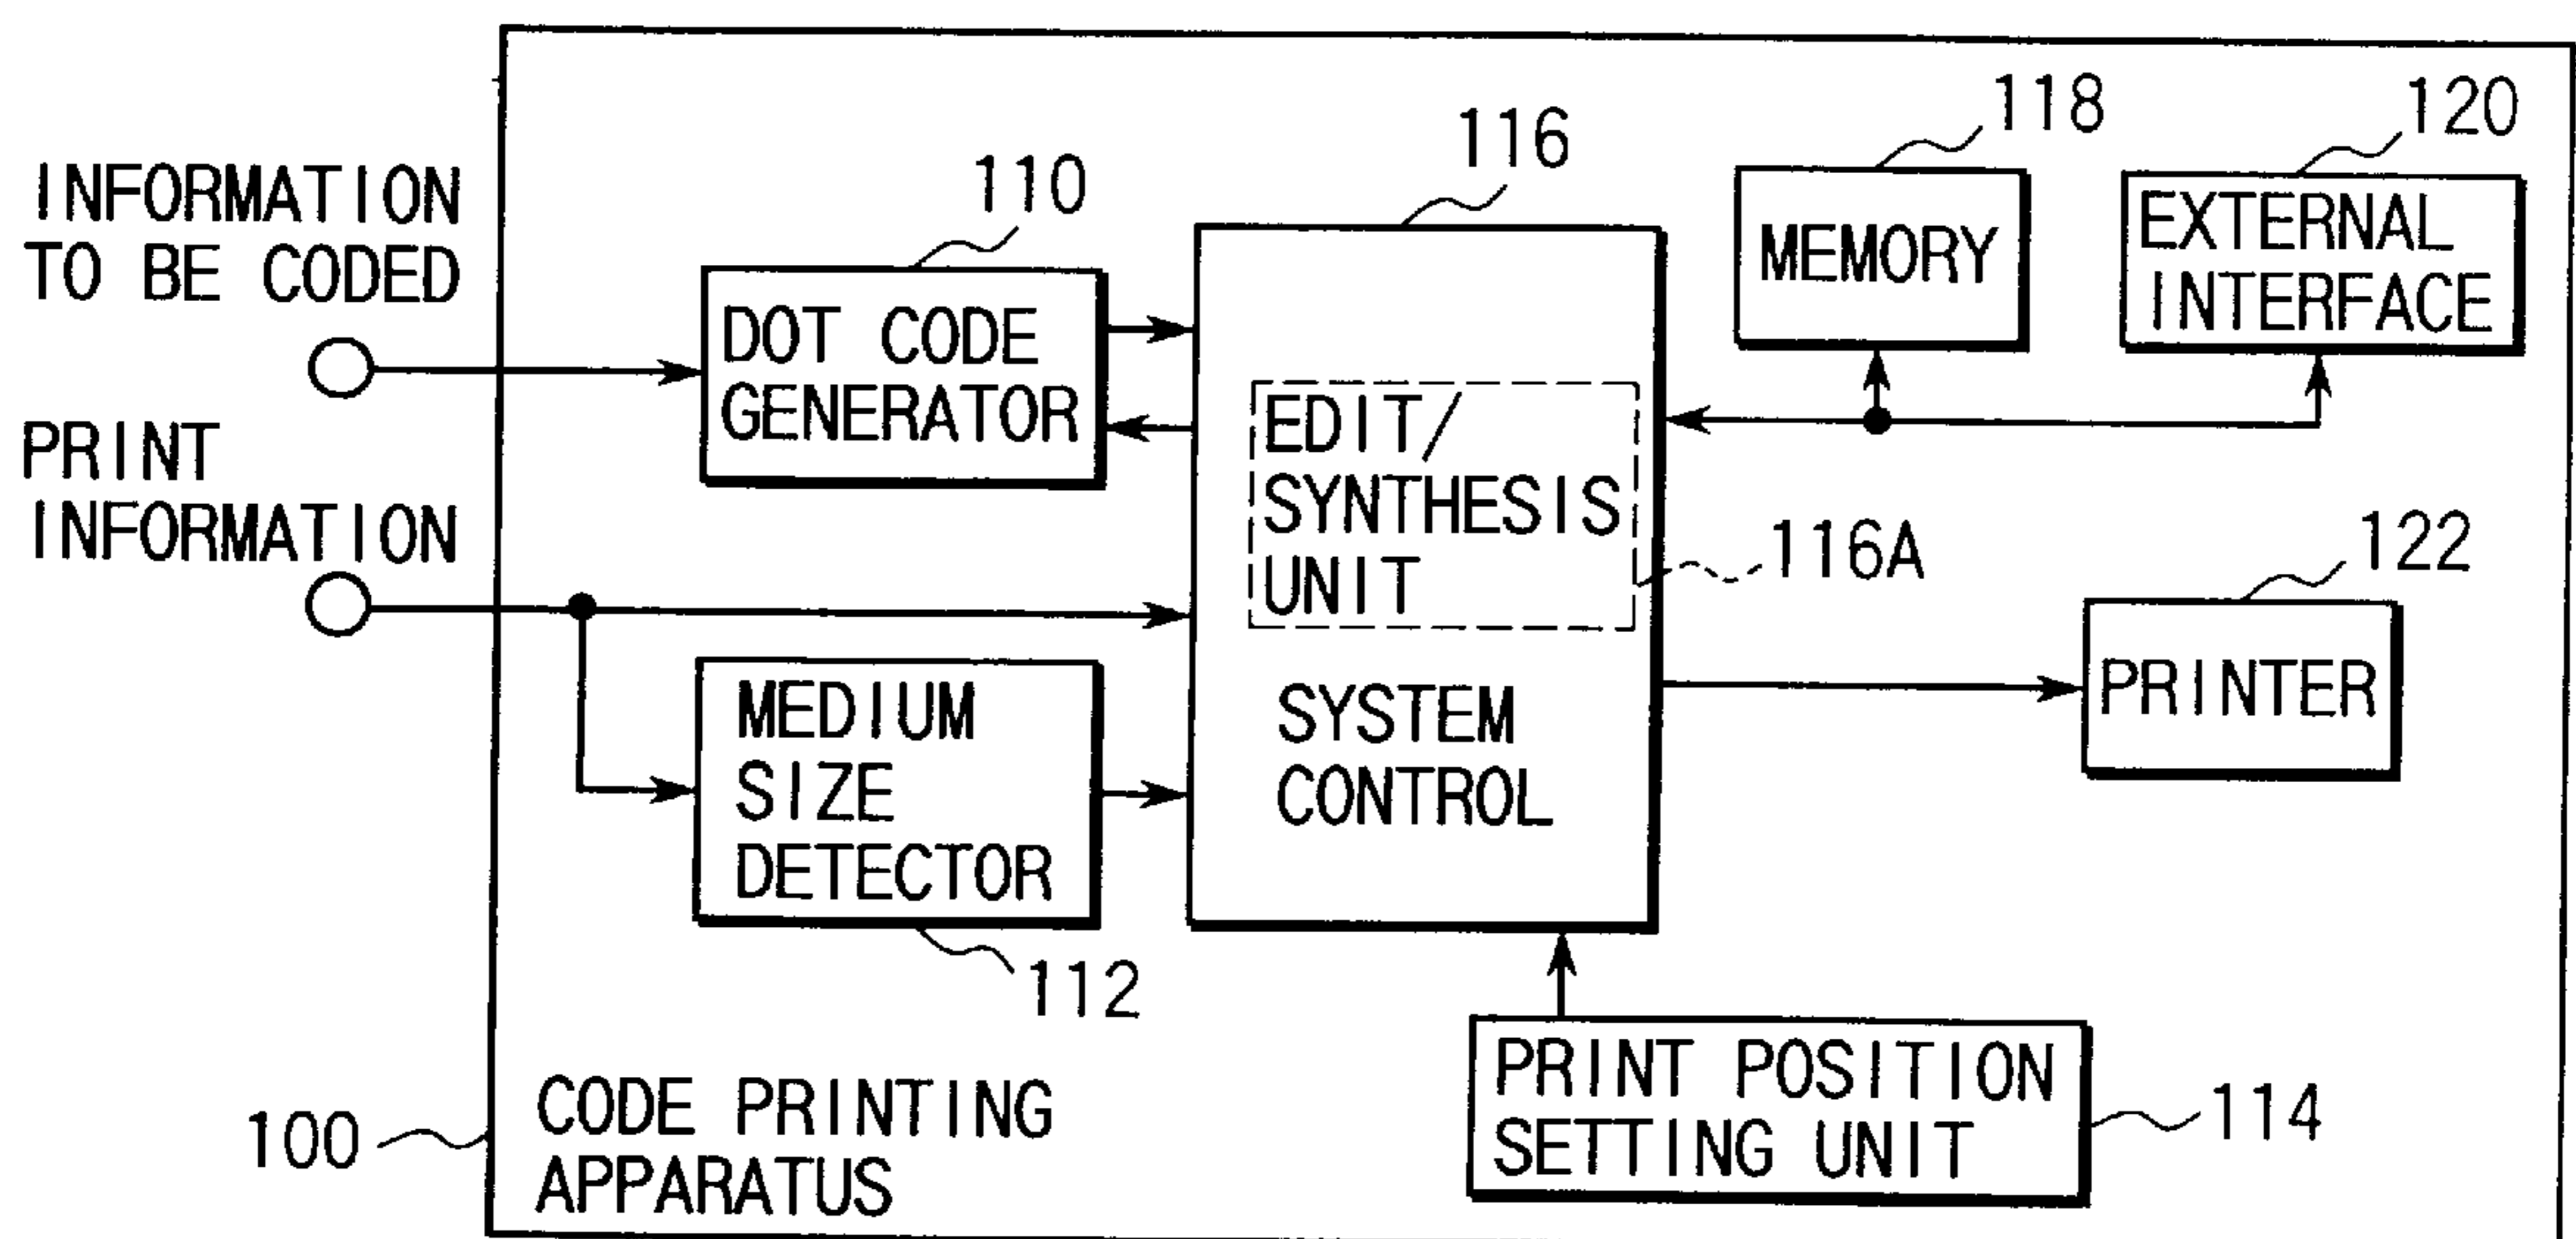 118
120
116
110
INFORMATION
TO BE CODED
MEMORY
EXTERNAL
INTERFACE
DOT CODE
GENERATOR
EDIT/
SYNTHESIS
UNIT
116A
PRINT
INFORMATION
122
PRINTER
MEDIUM
SIZE
DETECTOR
SYSTEM
CONTROL
112
PRINT POSITION
SETTING UNIT
114
100
CODE PRINTING
APPARATUS